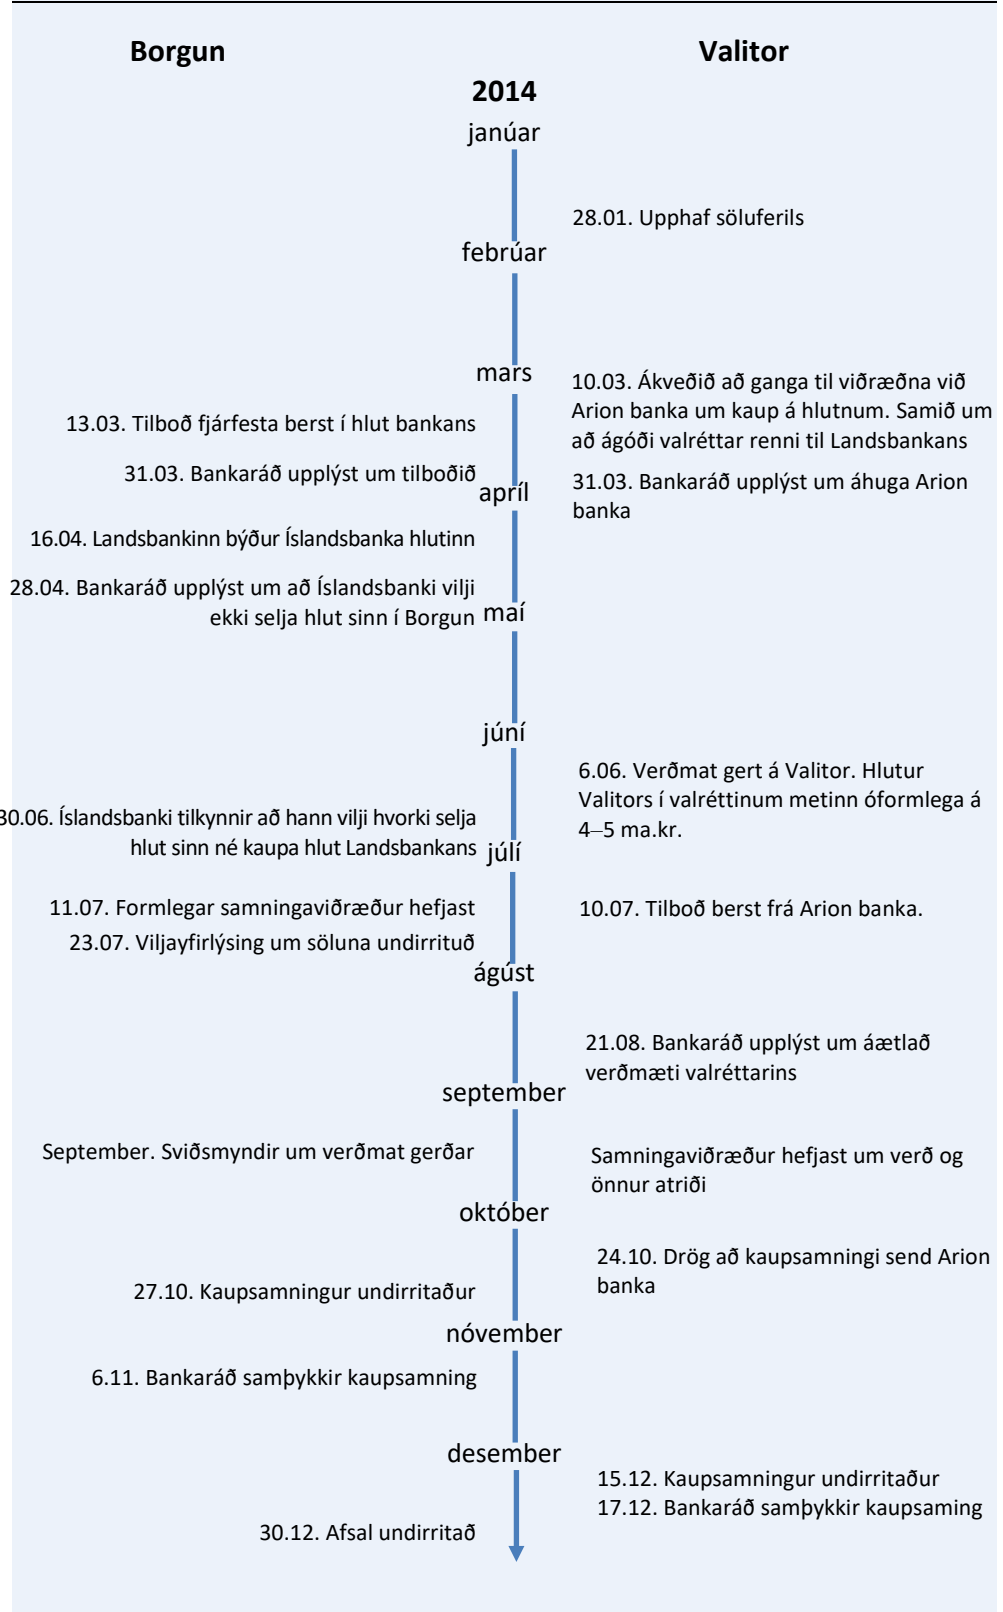 Borgun
Valitor
2014
janúar
28.01. Upphaf söluferils
febrúar
mars
10.03. Ákveðið að ganga til viðræðna við
Arion banka um kaup á hlutnum. Samið um
að ágóði valréttar renni til Landsbankans
13.03. Tilboð fjárfesta berst í hlut bankans
31.03. Bankaráð upplýst um tilboðið
apríl
31.03. Bankaráð upplýst um áhuga Arion
banka
16.04. Landsbankinn býður Íslandsbanka hlutinn
28.04. Bankaráð upplýst um að Íslandsbanki vilji
ekki selja hlut sinn í Borgun
maí
júní
6.06. Verðmat gert á Valitor. Hlutur
Valitors í valréttinum metinn óformlega á
4–5 ma.kr.
30.06. Íslandsbanki tilkynnir að hann vilji hvorki selja
hlut sinn né kaupa hlut Landsbankans
júlí
11.07. Formlegar samningaviðræður hefjast
10.07. Tilboð berst frá Arion banka.
23.07. Viljayfirlýsing um söluna undirrituð
ágúst
21.08. Bankaráð upplýst um áætlað
verðmæti valréttarins
september
September. Sviðsmyndir um verðmat gerðar
Samningaviðræður hefjast um verð og
önnur atriði
október
24.10. Drög að kaupsamningi send Arion
banka
27.10. Kaupsamningur undirritaður
nóvember
6.11. Bankaráð samþykkir kaupsamning
desember
15.12. Kaupsamningur undirritaður
17.12. Bankaráð samþykkir kaupsaming
30.12. Afsal undirritað